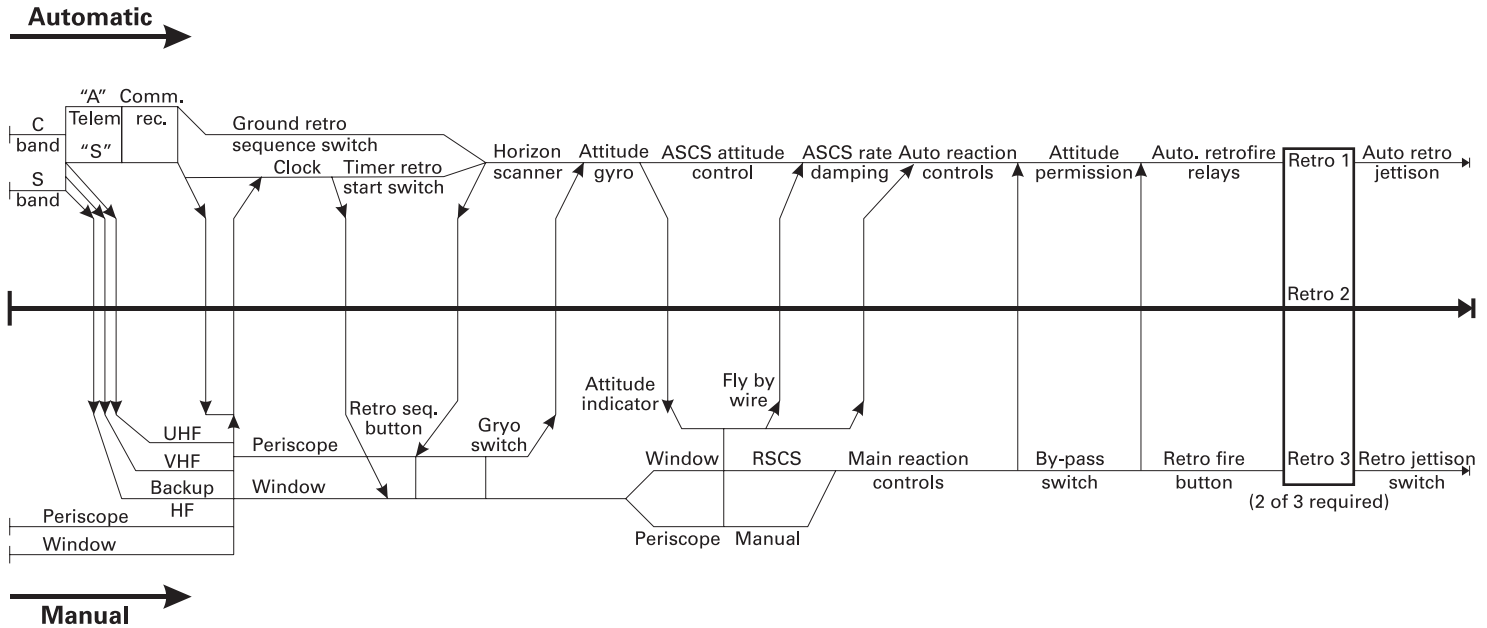 Automatic
"A" Comm.
C Telem rec. Ground retro
band sequence switch
"S" Clock Timer retro
start switch
S
band
Horizon
scanner
Attitude
gyro
ASCS attitude
control
ASCS rate
damping
Auto reaction
controls
Attitude
permission
Auto. retrofire
relays
Retro 1
Auto retro
jettison
Retro 2
Attitude
indicator
Fly by
wire
Retro seq.
button
Gryo
switch
UHF
VHF
Backup
HF
Periscope
Window
Periscope
Window
Window RSCS
Periscope Manual
Main reaction
controls
By-pass
switch
Retro fire
button
Retro 3
Retro jettison
switch
(2 of 3 required)
Manual